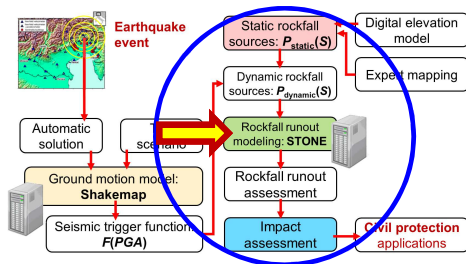 Earthquake
event
Static rockfall
sources: Pstatic(S)
Digital elevation
model
Expert mapping
Dynamic rockfall
sources: Pdynamic(S)
Automatic
solution
scenario
Rockfall runout
modeling: STONE
Ground motion model:
Shakemap
Rockfall runout
assessment
Seismic trigger function
F(PGA)
Impact
assessment
Civil protection
applications